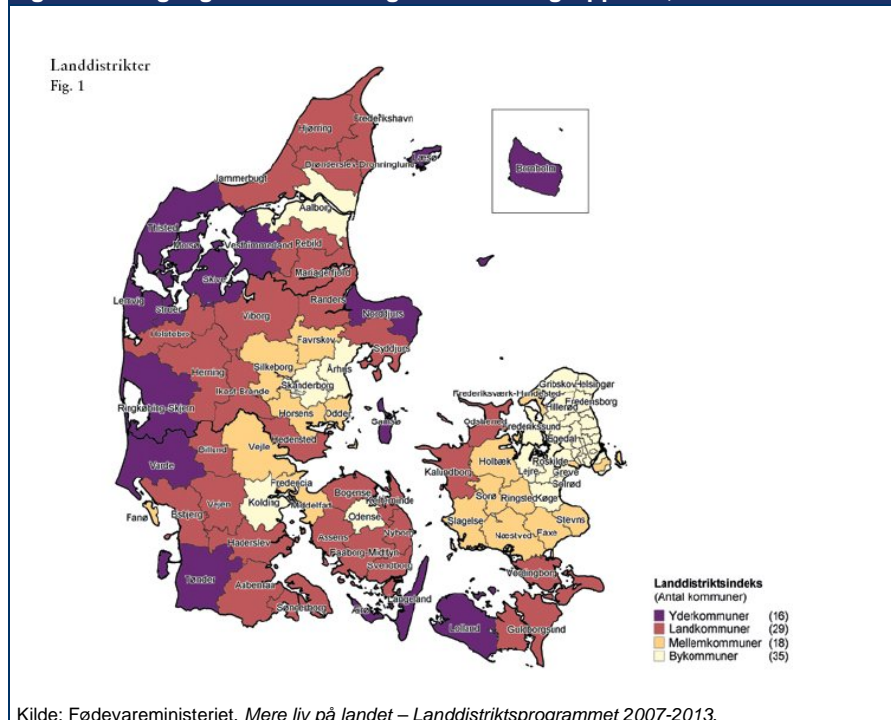 Landdistrikter
Fig. 1
Frederikshavn
Hjørring
Brønderslev-Dronninglund
Læsø
Jammerbugt
Bornholm
Aalborg
Thisted
Morsø
Vesthimmerland
Rebild
Skive
Mariagerfjord
Lemvig
Struer
Randers
Viborg
Norddjurs
Holstebro
Favrskov
Syddjurs
Silkeborg
Århus
Herning
Skanderborg
Ikast-Brande
Ringkøbing-Skjern
Horsens
Odder
Samsø
Hedensted
Gribskov
Helsingør
Frederiksværk-Hundested
Fredensborg
Hillerød
Odsherred
Frederikssund
Egedal
Varde
Billund
Vejle
Kalundborg
Holbæk
Roskilde
Lejre
Greve
Solrød
Fredericia
Bogense
Kerteminde
Kolding
Middelfart
Odense
Sorø
Ringsted
Køge
Fanø
Esbjerg
Vejen
Assens
Nyborg
Slagelse
Næstved
Faxe
Stevns
Haderslev
Faaborg-Midtfyn
Svendborg
Vordingborg
Tønder
Aabenraa
Sønderborg
Ærø
Langeland
Lolland
Guldborgsund
Landdistriktsindeks
(Antal kommuner)
Yderkommuner (16)
Landkommuner (29)
Mellemkommuner (18)
Bykommuner (35)
Kilde: Fødevareministeriet, Mere liv på landet – Landdistriktsprogrammet 2007-2013.